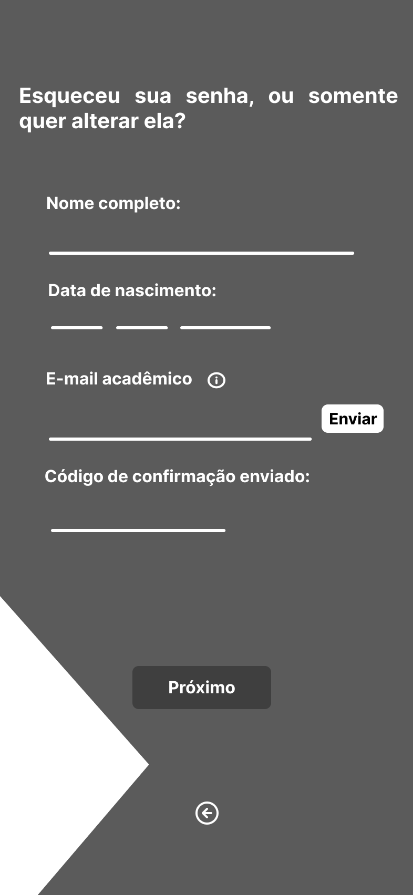 Esqueceu sua senha, ou somente
quer alterar ela?
Nome completo:
Data de nascimento:
E-mail acadêmico
Enviar
Código de confirmação enviado:
Próximo